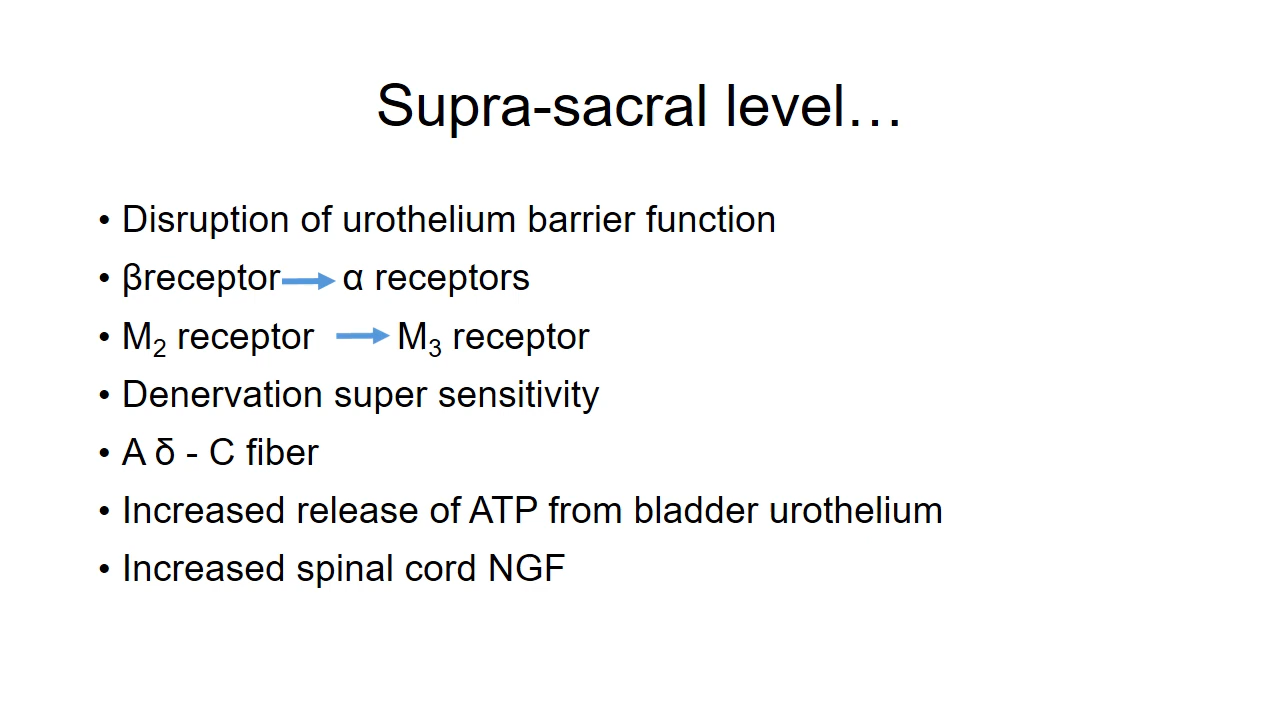 Supra-sacral level…
• Disruption of urothelium barrier function
• βreceptor → α receptors
• M₂ receptor → M₃ receptor
• Denervation super sensitivity
• A δ - C fiber
• Increased release of ATP from bladder urothelium
• Increased spinal cord NGF